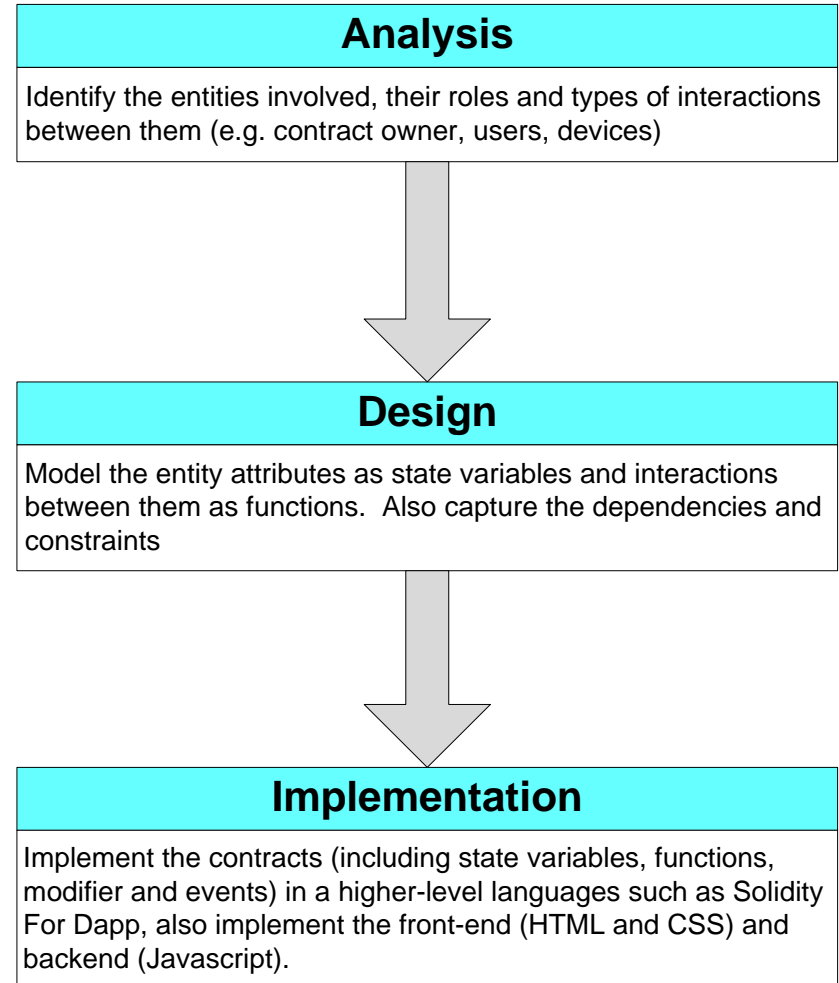 Analysis
Identify the entities involved, their roles and types of interactions
between them (e.g. contract owner, users, devices)
Design
Model the entity attributes as state variables and interactions
between them as functions.  Also capture the dependencies and
constraints
Implementation
Implement the contracts (including state variables, functions,
modifier and events) in a higher-level languages such as Solidity
For Dapp, also implement the front-end (HTML and CSS) and
backend (Javascript).